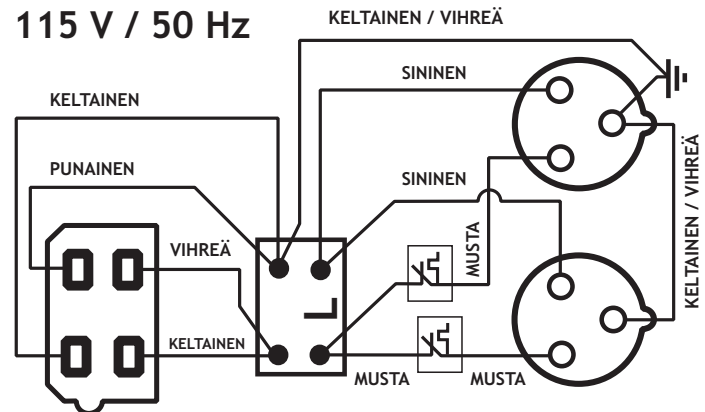 115 V / 50 Hz
KELTAINEN / VIHREÄ
SININEN
KELTAINEN
PUNAINEN
SININEN
KELTAINEN / VIHREÄ
VIHREÄ
MUSTA
L
KELTAINEN
MUSTA
MUSTA